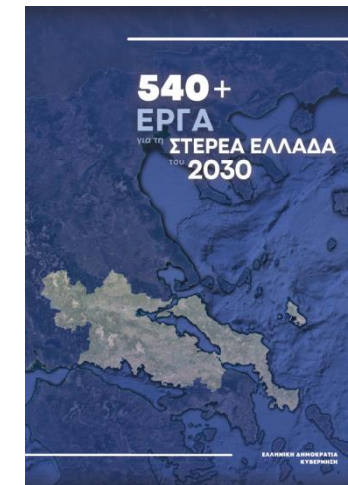 540+
ΕΡΓΑ
για τη ΣΤΕΡΕΑ ΕΛΛΑΔΑ
του 2030
ΕΛΛΗΝΙΚΗ ΔΗΜΟΚΡΑΤΙΑ
ΚΥΒΕΡΝΗΣΗ